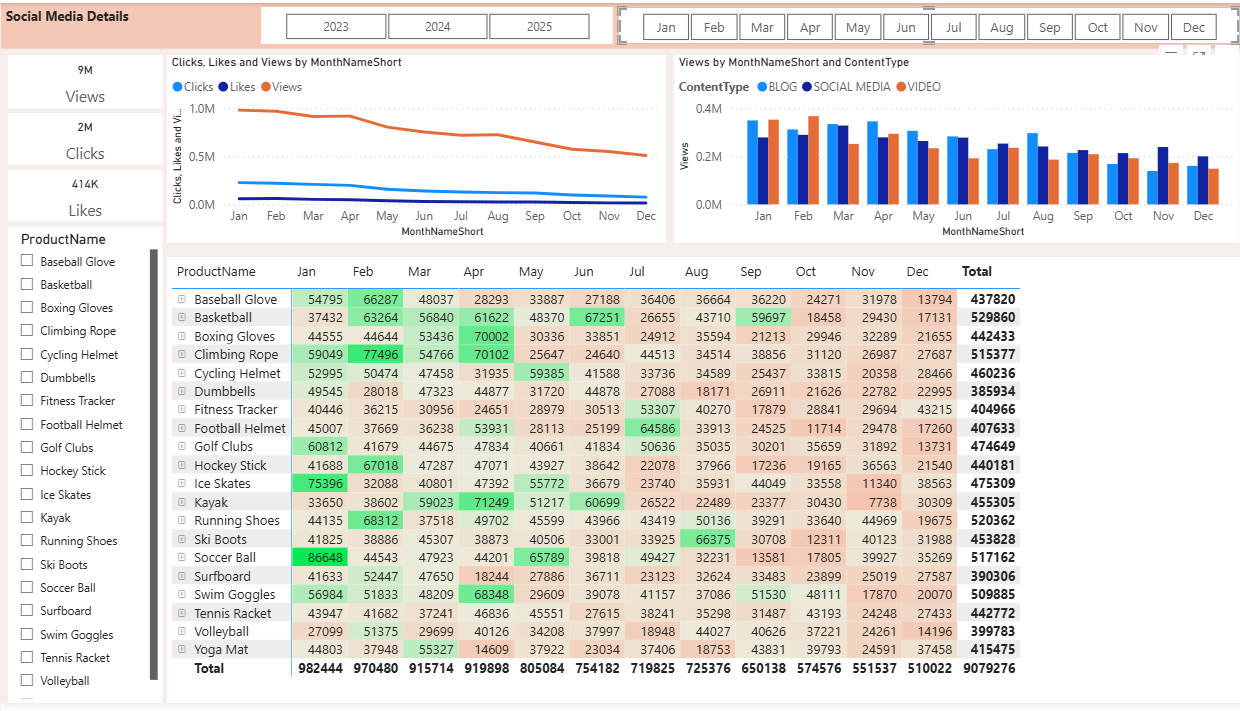 Social Media Details
2023 2024 2025
Jan Feb Mar Apr May Jun Jul Aug Sep Oct Nov Dec
9M
Views
2M
Clicks
414K
Likes
Clicks, Likes and Views by MonthNameShort
Clicks Likes Views
Clicks, Likes and Vi...
1.0M
0.5M
0.0M
Jan Feb Mar Apr May Jun Jul Aug Sep Oct Nov Dec
MonthNameShort
Views by MonthNameShort and ContentType
ContentType BLOG SOCIAL MEDIA VIDEO
Views
0.4M
0.2M
0.0M
Jan Feb Mar Apr May Jun Jul Aug Sep Oct Nov Dec
MonthNameShort
ProductName
Baseball Glove
Basketball
Boxing Gloves
Climbing Rope
Cycling Helmet
Dumbbells
Fitness Tracker
Football Helmet
Golf Clubs
Hockey Stick
Ice Skates
Kayak
Running Shoes
Ski Boots
Soccer Ball
Surfboard
Swim Goggles
Tennis Racket
Volleyball
ProductName Jan Feb Mar Apr May Jun Jul Aug Sep Oct Nov Dec Total
Baseball Glove 54795 66287 48037 28293 33887 27188 36406 36664 36220 24271 31978 13794 437820
Basketball 37432 63264 56840 61622 48370 67251 26655 43710 59697 18458 29430 17131 529860
Boxing Gloves 44555 44644 53436 70002 30336 33851 24912 35594 21213 29946 32289 21655 442433
Climbing Rope 59049 77496 54766 70102 25647 24640 44513 34514 38856 31120 26987 27687 515377
Cycling Helmet 52995 50474 47458 31935 59385 41588 33736 34589 25437 33815 20358 28466 460236
Dumbbells 49545 28018 47323 44877 31720 44878 27088 18171 26911 21626 22782 22995 385934
Fitness Tracker 40446 36215 30956 24651 28979 30513 53307 40270 17879 28841 29694 43215 404966
Football Helmet 45007 37669 36238 53931 28113 25199 64586 33913 24525 11714 29478 17260 407633
Golf Clubs 60812 41679 44675 47834 40661 41834 50636 35035 30201 35659 31892 13731 474649
Hockey Stick 41688 67018 47287 47071 43927 38642 22078 37966 17236 19165 36563 21540 440181
Ice Skates 75396 32088 40801 47392 55772 36679 23740 35931 44049 33558 11340 38563 475309
Kayak 33650 38602 59023 71249 51217 60699 26522 22489 23377 30430 7738 30309 455305
Running Shoes 44135 68312 37518 49702 45599 43966 43419 50136 39291 33640 44969 19675 520362
Ski Boots 41825 38886 45307 38873 40506 33001 33925 66375 30708 12311 40123 31988 453828
Soccer Ball 86648 44543 47923 44201 65789 39818 49427 32231 13581 17805 39927 35269 517162
Surfboard 41633 52447 47650 18244 27886 36711 23123 32624 33483 23899 25019 27587 390306
Swim Goggles 56984 51833 48209 68348 29609 39078 41157 37086 51530 48111 17870 20070 509885
Tennis Racket 43947 41682 37241 46836 45551 27615 38241 35298 31487 43193 24248 27433 442772
Volleyball 27099 51375 29699 40126 34208 37997 18948 44027 40626 37221 24261 14196 399783
Yoga Mat 44803 37948 55327 14609 37922 23034 37406 18753 43831 39793 24591 37458 415475
Total 982444 970480 915714 919898 805084 754182 719825 725376 650138 574576 551537 510022 9079276